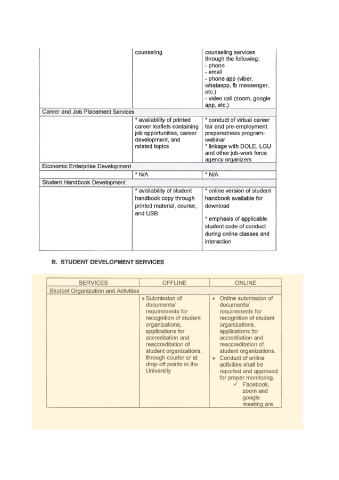 counseling
counseling services
through the following:
- phone
- email
- phone app (viber,
whatsapp, fb messenger,
etc.)
- video call (zoom, google
app, etc.)
Career and Job Placement Services
* availability of printed
career leaflets containing
job opportunities, career
development, and
related topics
* conduct of virtual career
fair and pre-employment
preparedness program-
webinar
* linkage with DOLE, LGU
and other job-work force
agency organizers
Economic Enterprise Development
* N/A
* N/A
Student Handbook Development
* availability of student
handbook copy through
printed material, courier,
and USB
* online version of student
handbook available for
download
* emphasis of applicable
student code of conduct
during online classes and
interaction
B. STUDENT DEVELOPMENT SERVICES
SERVICES
OFFLINE
ONLINE
Student Organization and Activities
• Submission of
documents/
requirements for
recognition of student
organizations,
applications for
accreditation and
reaccreditation of
student organizations,
through courier or at
drop-off points in the
University
• Online submission of
documents/
requirements for
recognition of student
organizations,
applications for
accreditation and
reaccreditation of
student organizations.
• Conduct of online
activities shall be
reported and approved
for proper monitoring.
✓ Facebook,
zoom and
google
meeting are